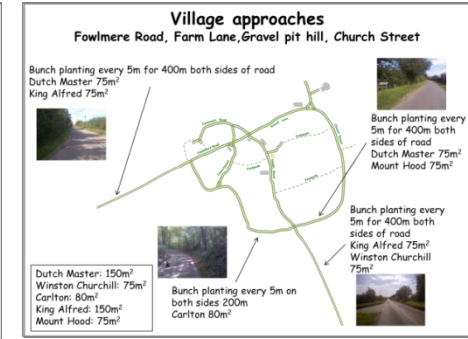 Village approaches
Fowlmere Road, Farm Lane,Gravel pit hill, Church Street
Bunch planting every 5m for 400m both sides of road
Dutch Master 75m²
King Alfred 75m²
Bunch planting every
5m for 400m both sides
of road
Dutch Master 75m²
Mount Hood 75m²
Bunch planting every
5m for 400m both
sides of road
King Alfred 75m²
Winston Churchill
75m²
Bunch planting every 5m on
both sides 200m
Carlton 80m²
Dutch Master: 150m²
Winston Churchill: 75m²
Carlton: 80m²
King Alfred: 150m²
Mount Hood: 75m²